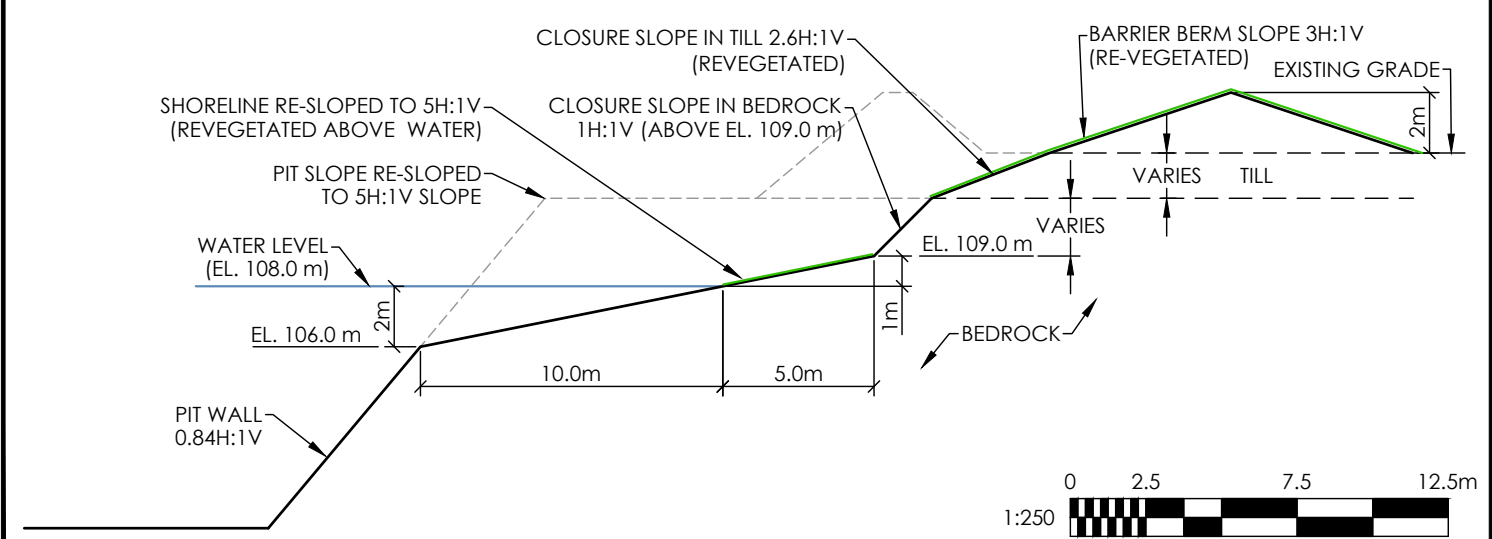 CLOSURE SLOPE IN TILL 2.6H:1V
(REVEGETATED)
BARRIER BERM SLOPE 3H:1V
(RE-VEGETATED)
EXISTING GRADE
SHORELINE RE-SLOPED TO 5H:1V
(REVEGETATED ABOVE WATER)
CLOSURE SLOPE IN BEDROCK
1H:1V (ABOVE EL. 109.0 m)
2m
PIT SLOPE RE-SLOPED
TO 5H:1V SLOPE
VARIES
TILL
VARIES
WATER LEVEL
(EL. 108.0 m)
EL. 109.0 m
2m
1m
EL. 106.0 m
BEDROCK
10.0m
5.0m
PIT WALL
0.84H:1V
0
2.5
7.5
12.5m
1:250